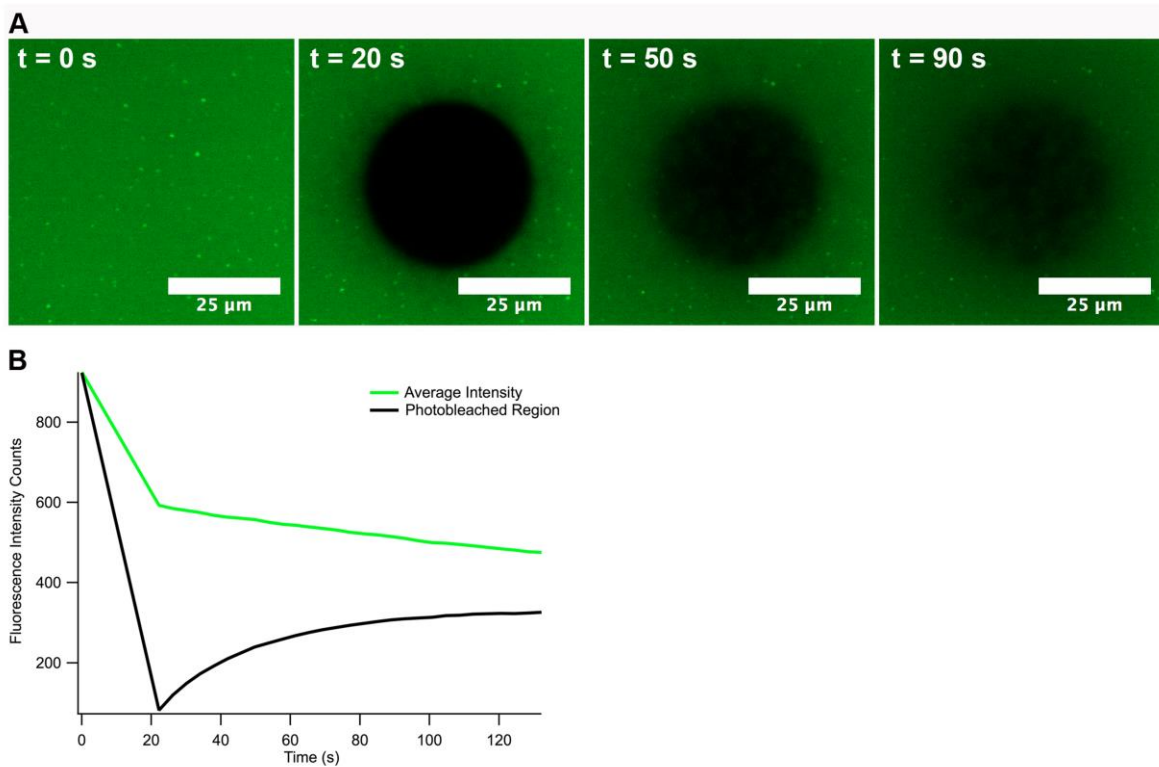 A
t = 0 s
t = 20 s
t = 50 s
t = 90 s
25 µm
25 µm
25 µm
25 µm
B
Average Intensity
Photobleached Region
Fluorescence Intensity Counts
800
600
400
200
0
20
40
60
80
100
120
Time (s)